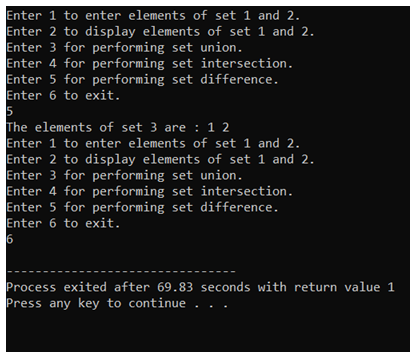 Enter 1 to enter elements of set 1 and 2.
Enter 2 to display elements of set 1 and 2.
Enter 3 for performing set union.
Enter 4 for performing set intersection.
Enter 5 for performing set difference.
Enter 6 to exit.
5
The elements of set 3 are : 1 2
Enter 1 to enter elements of set 1 and 2.
Enter 2 to display elements of set 1 and 2.
Enter 3 for performing set union.
Enter 4 for performing set intersection.
Enter 5 for performing set difference.
Enter 6 to exit.
6
--------------------------------
Process exited after 69.83 seconds with return value 1
Press any key to continue . . .